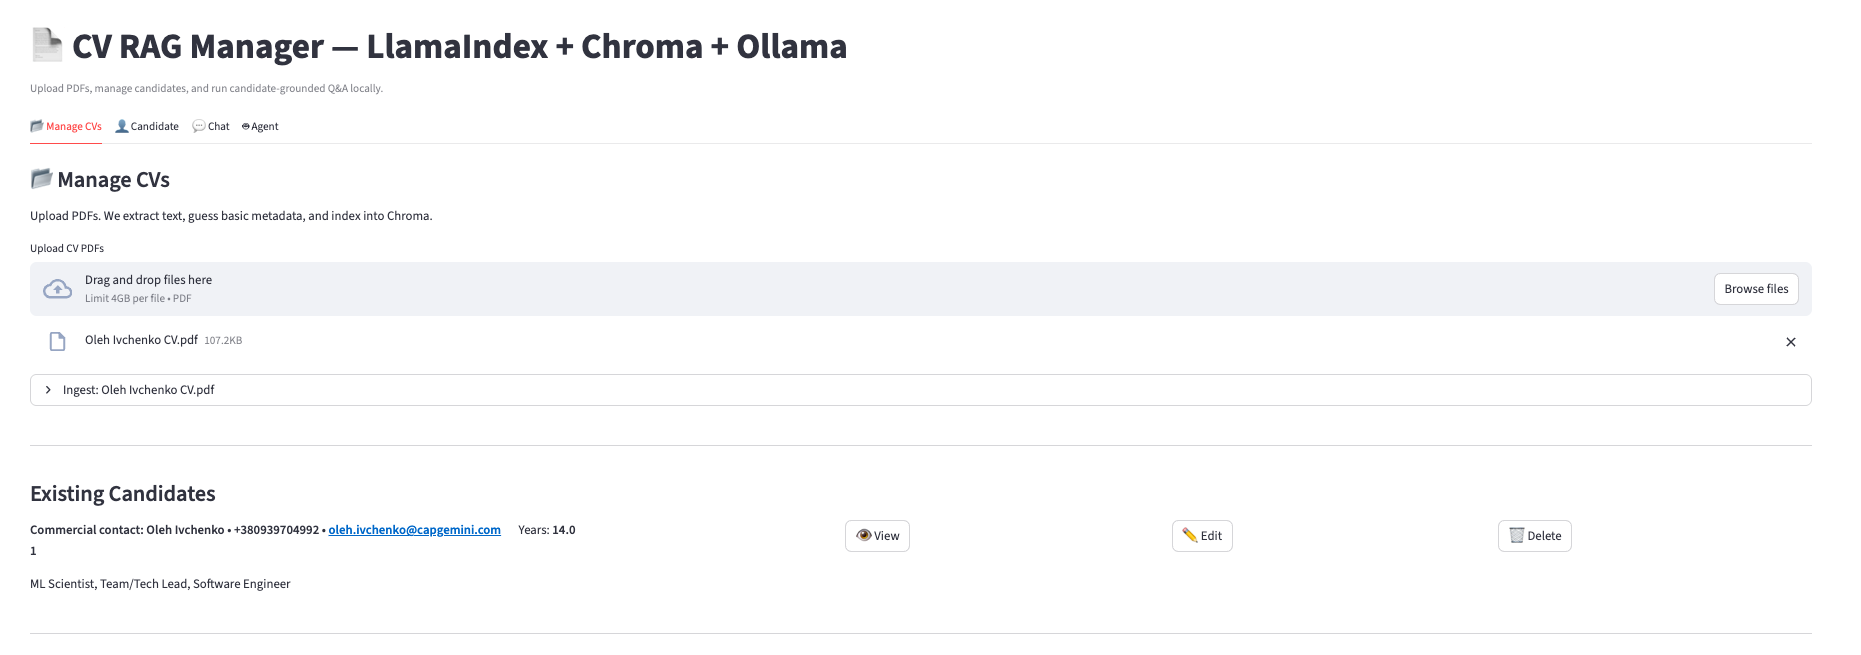 CV RAG Manager — LlamaIndex + Chroma + Ollama
Upload PDFs, manage candidates, and run candidate-grounded Q&A locally.
Manage CVs Candidate Chat Agent
Manage CVs
Upload PDFs. We extract text, guess basic metadata, and index into Chroma.
Upload CV PDFs
Drag and drop files here
Limit 4GB per file • PDF
Browse files
Oleh Ivchenko CV.pdf 107.2KB
Ingest: Oleh Ivchenko CV.pdf
Existing Candidates
Commercial contact: Oleh Ivchenko • +380939704992 • oleh.ivchenko@capgemini.com
1
Years: 14.0
View
Edit
Delete
ML Scientist, Team/Tech Lead, Software Engineer